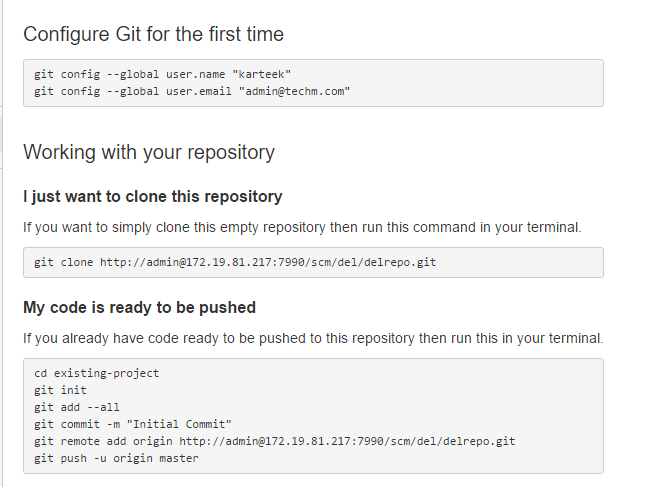 Configure Git for the first time
git config --global user.name "karteek"
git config --global user.email "admin@techm.com"
Working with your repository
I just want to clone this repository
If you want to simply clone this empty repository then run this command in your terminal.
git clone http://admin@172.19.81.217:7990/scm/del/delrepo.git
My code is ready to be pushed
If you already have code ready to be pushed to this repository then run this in your terminal.
cd existing-project
git init
git add --all
git commit -m "Initial Commit"
git remote add origin http://admin@172.19.81.217:7990/scm/del/delrepo.git
git push -u origin master